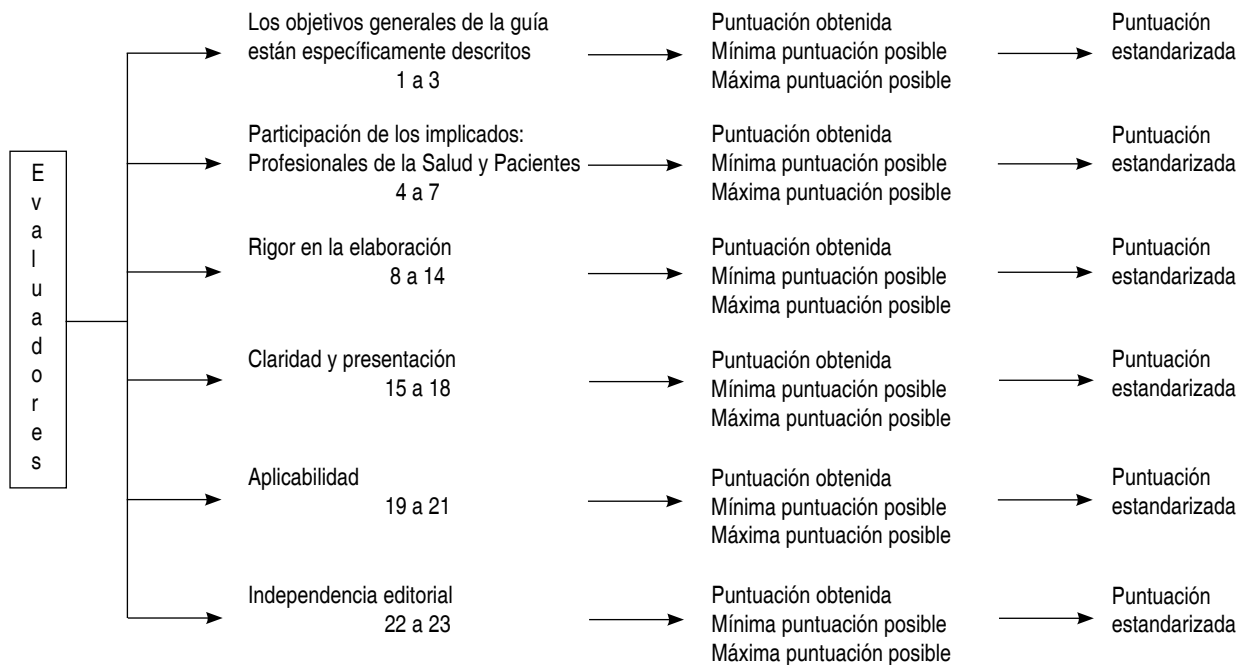 Evaluadores
Los objetivos generales de la guía
están específicamente descritos
1 a 3
Puntuación obtenida
Mínima puntuación posible
Máxima puntuación posible
Puntuación
estandarizada
Participación de los implicados:
Profesionales de la Salud y Pacientes
4 a 7
Puntuación obtenida
Mínima puntuación posible
Máxima puntuación posible
Puntuación
estandarizada
Rigor en la elaboración
8 a 14
Puntuación obtenida
Mínima puntuación posible
Máxima puntuación posible
Puntuación
estandarizada
Claridad y presentación
15 a 18
Puntuación obtenida
Mínima puntuación posible
Máxima puntuación posible
Puntuación
estandarizada
Aplicabilidad
19 a 21
Puntuación obtenida
Mínima puntuación posible
Máxima puntuación posible
Puntuación
estandarizada
Independencia editorial
22 a 23
Puntuación obtenida
Mínima puntuación posible
Máxima puntuación posible
Puntuación
estandarizada